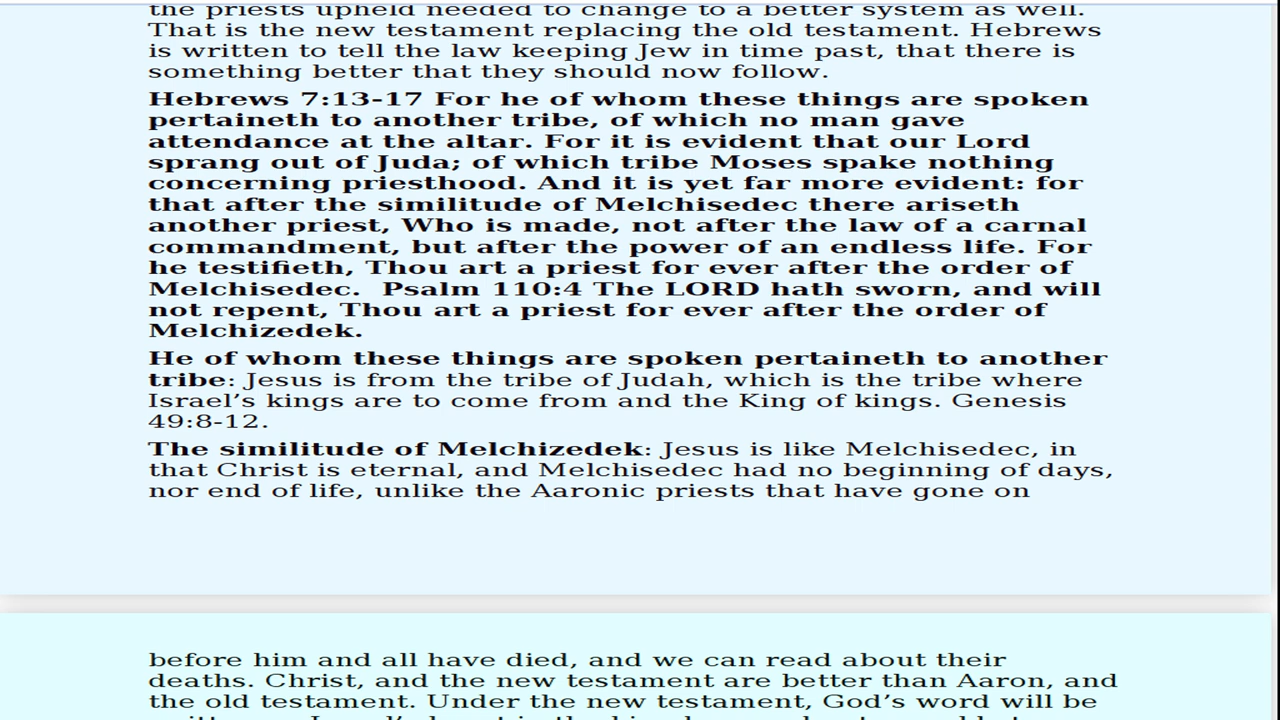 the priests upheld needed to change to a better system as well.
That is the new testament replacing the old testament. Hebrews
is written to tell the law keeping Jew in time past, that there is
something better that they should now follow.
Hebrews 7:13-17 For he of whom these things are spoken
pertaineth to another tribe, of which no man gave
attendance at the altar. For it is evident that our Lord
sprang out of Juda; of which tribe Moses spake nothing
concerning priesthood. And it is yet far more evident: for
that after the similitude of Melchisedec there ariseth
another priest, Who is made, not after the law of a carnal
commandment, but after the power of an endless life. For
he testifieth, Thou art a priest for ever after the order of
Melchisedec.  Psalm 110:4 The LORD hath sworn, and will
not repent, Thou art a priest for ever after the order of
Melchizedek.
He of whom these things are spoken pertaineth to another
tribe: Jesus is from the tribe of Judah, which is the tribe where
Israel’s kings are to come from and the King of kings. Genesis
49:8-12.
The similitude of Melchizedek: Jesus is like Melchisedec, in
that Christ is eternal, and Melchisedec had no beginning of days,
nor end of life, unlike the Aaronic priests that have gone on
before him and all have died, and we can read about their
deaths. Christ, and the new testament are better than Aaron, and
the old testament. Under the new testament, God’s word will be